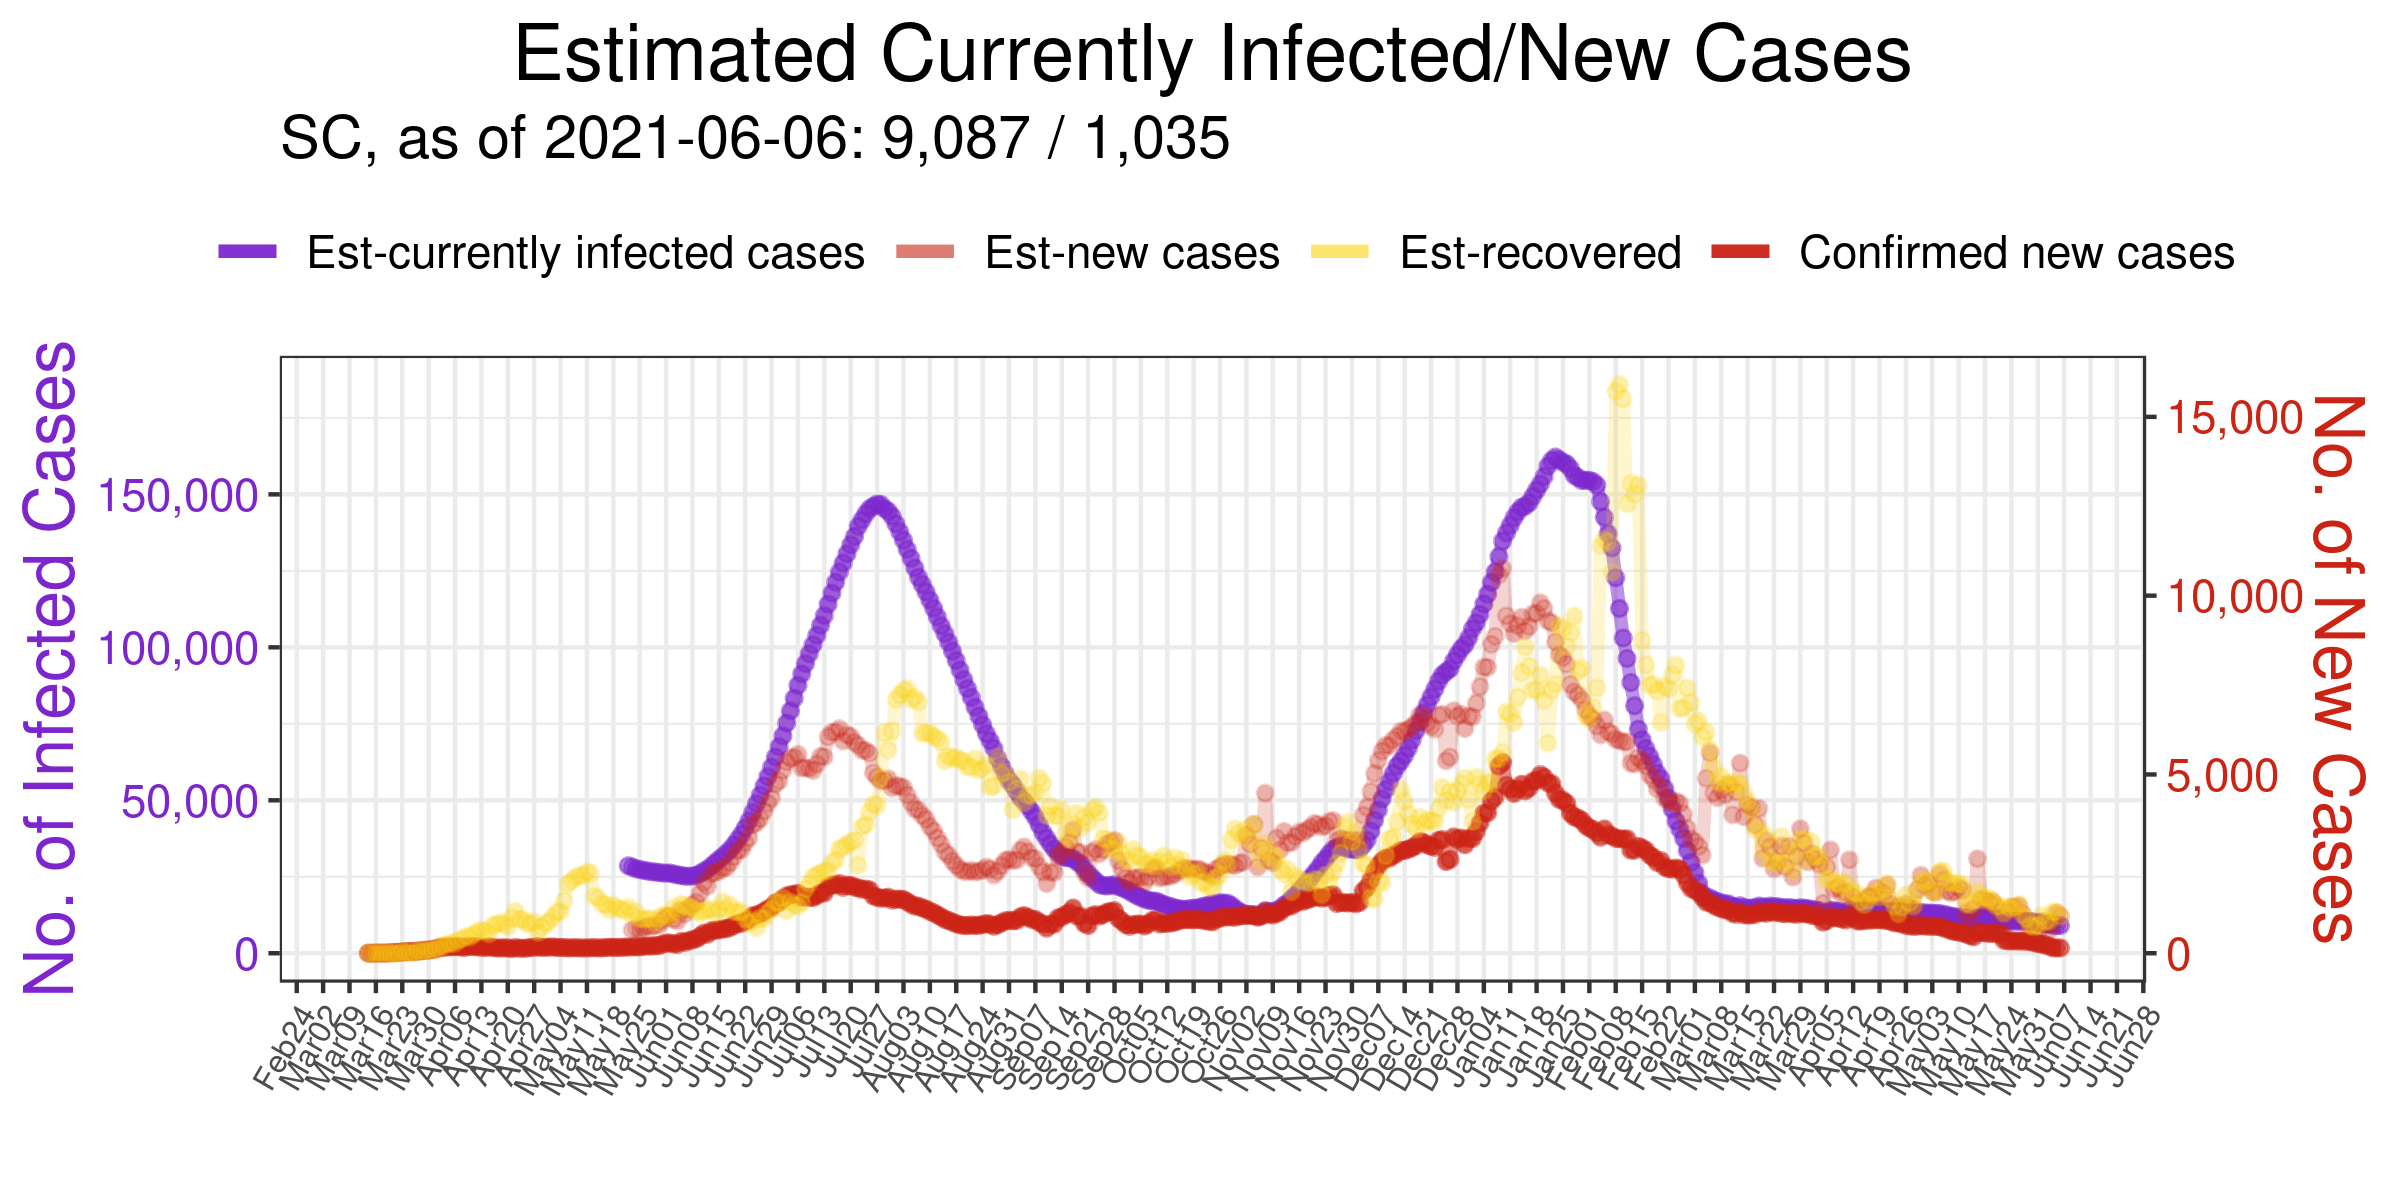 Estimated Currently Infected/New Cases
SC, as of 2021-06-06: 9,087 / 1,035
Est-currently infected cases Est-new cases Est-recovered Confirmed new cases
No. of Infected Cases
150,000
100,000
50,000
0
15,000
10,000
5,000
0
No. of New Cases
Feb24
Mar02
Mar09
Mar16
Mar23
Mar30
Apr06
Apr13
Apr20
Apr27
May04
May11
May18
May25
Jun01
Jun08
Jun15
Jun22
Jun29
Jul06
Jul13
Jul20
Jul27
Aug03
Aug10
Aug17
Aug24
Aug31
Sep07
Sep14
Sep21
Sep28
Oct05
Oct12
Oct19
Oct26
Nov02
Nov09
Nov16
Nov23
Nov30
Dec07
Dec14
Dec21
Dec28
Jan04
Jan11
Jan18
Jan25
Feb01
Feb08
Feb15
Feb22
Mar01
Mar08
Mar15
Mar22
Mar29
Apr05
Apr12
Apr19
Apr26
May03
May10
May17
May24
May31
Jun07
Jun14
Jun21
Jun28